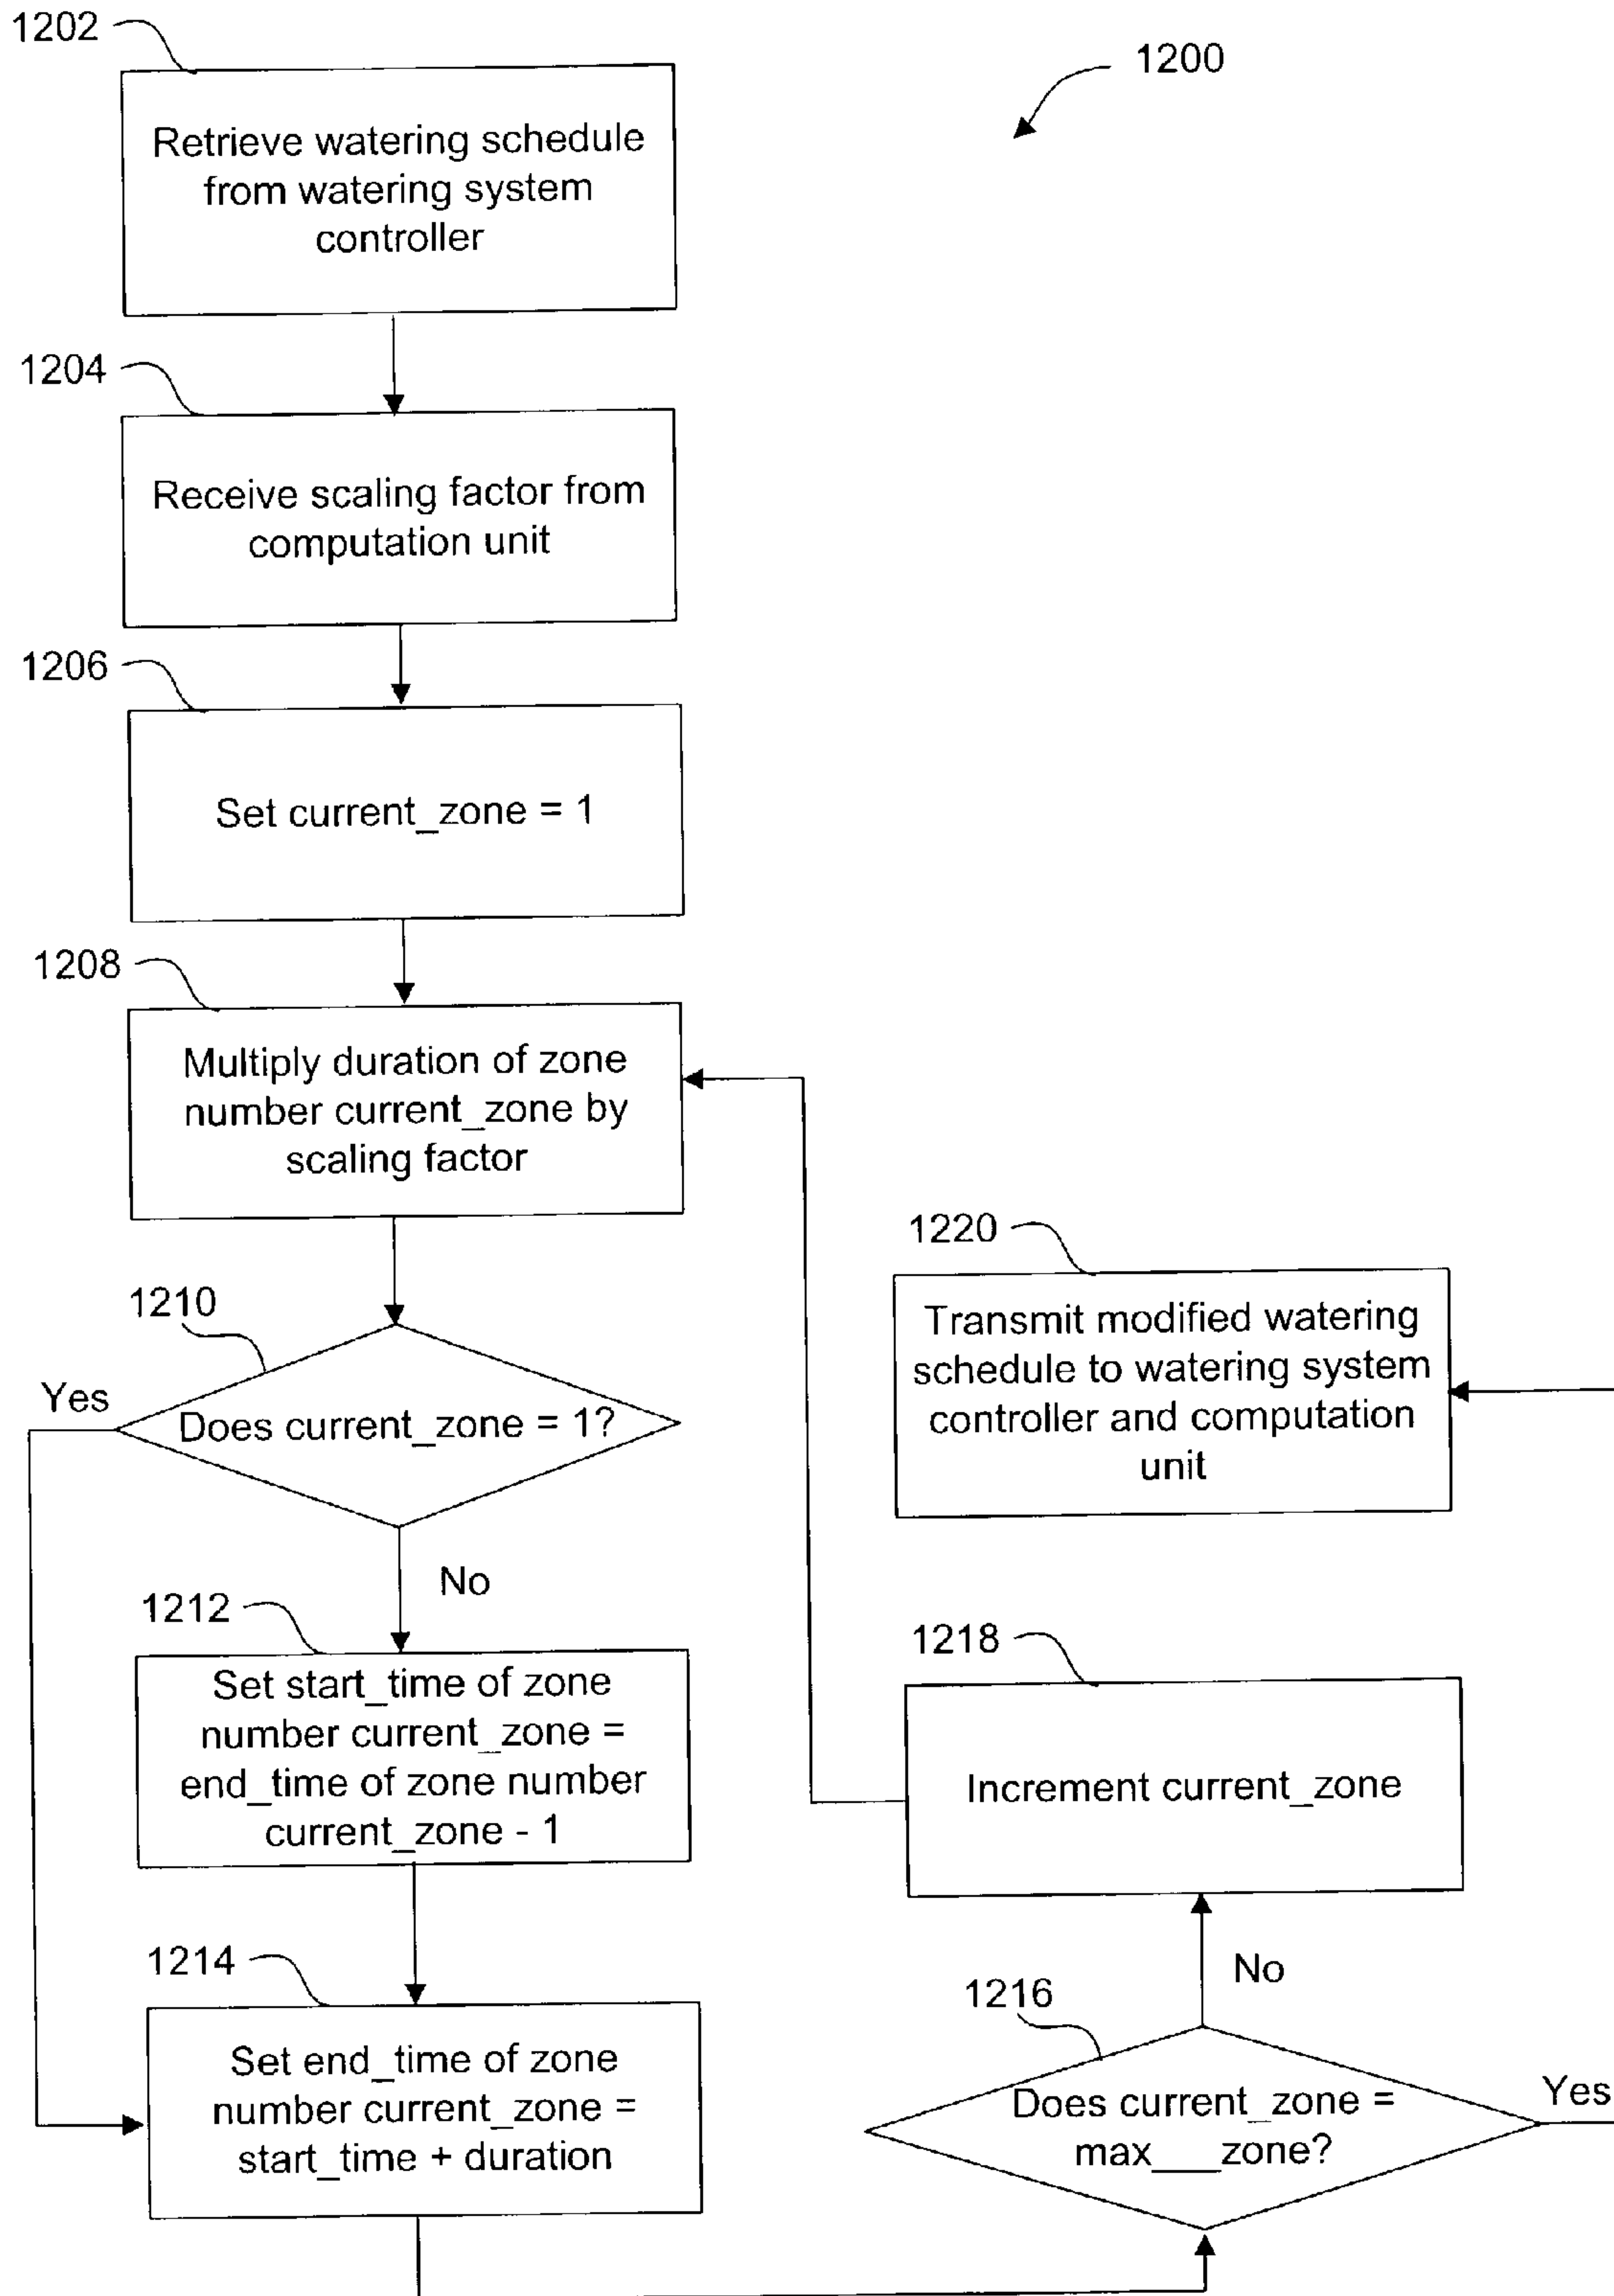 1202
1200
Retrieve watering schedule
from watering system
controller
1204
Receive scaling factor from
computation unit
1206
Set current_zone = 1
1208
Multiply duration of zone
number current_zone by
scaling factor
1210
Yes
Does current_zone = 1?
No
1212
Set start_time of zone
number current_zone =
end_time of zone number
current_zone - 1
1214
Set end_time of zone
number current_zone =
start_time + duration
1216
Does current_zone =
max___zone?
Yes
No
1218
Increment current_zone
1220
Transmit modified watering
schedule to watering system
controller and computation
unit